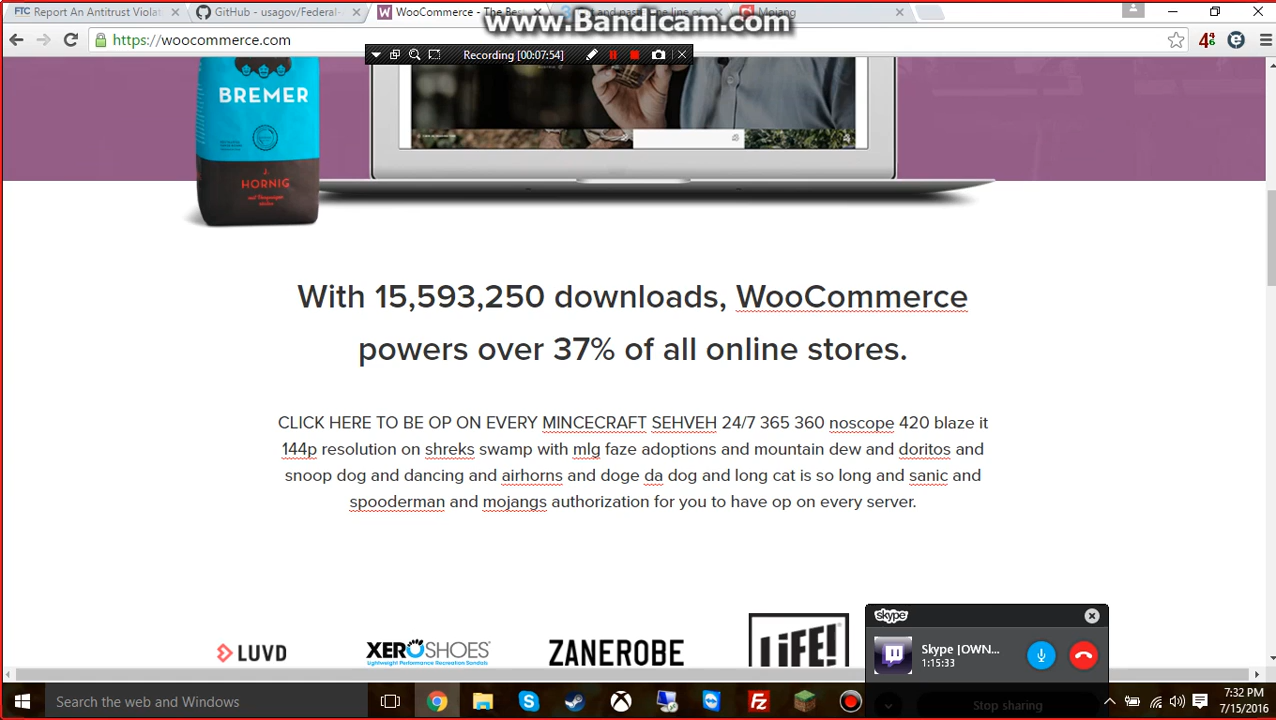 FTC Report An Antitrust Violat
GitHub - usagov/Federal-
WooCommerce - The Be
and past
ne line o
Mojang
www.Bandicam.com
https://woocommerce.com
Recording [00:07:54]
BREMER
J.
HORNIG
With 15,593,250 downloads, WooCommerce
powers over 37% of all online stores.
CLICK HERE TO BE OP ON EVERY MINCECRAFT SEHVEH 24/7 365 360 noscope 420 blaze it
144p resolution on shreks swamp with mlg faze adoptions and mountain dew and doritos and
snoop dog and dancing and airhorns and doge da dog and long cat is so long and sanic and
spooderman and mojangs authorization for you to have op on every server.
LUVD
XEROSHOES®
Lightweight Performance Recreation Sandals
ZANEROBE
LiFE!®
skype
Skype [OWN...
1:15:33
Stop sharing
Search the web and Windows
7:32 PM
7/15/2016